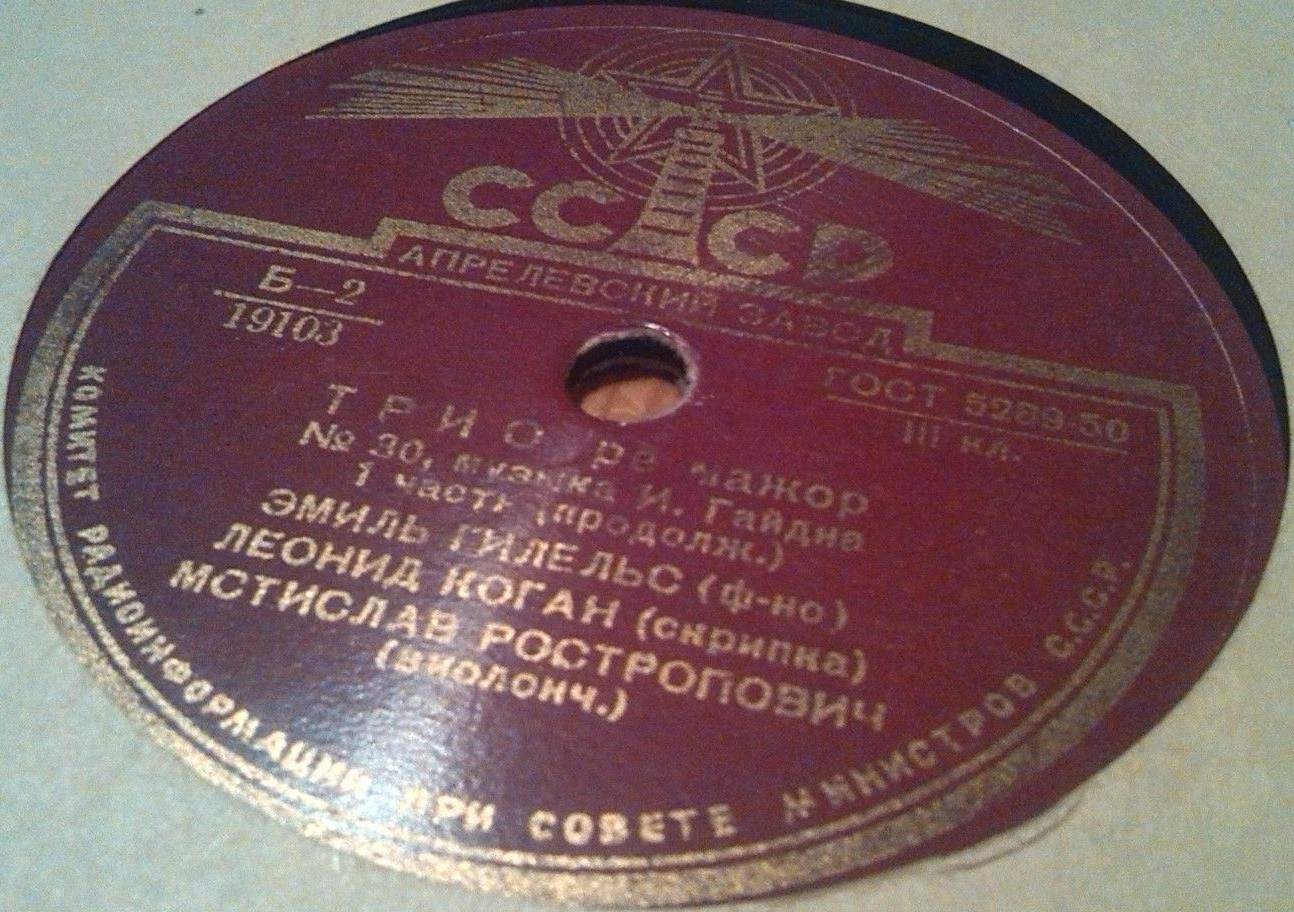 СССР
АПРЕЛЕВСКИЙ ЗАВОД
Б—2
19103
ГОСТ 5289-50
III кл.
ТРИО ре мажор
№ 30, музыка И. Гайдна
1 часть (продолж.)
ЭМИЛЬ ГИЛЕЛЬС (ф-но)
ЛЕОНИД КОГАН (скрипка)
МСТИСЛАВ РОСТРОПОВИЧ
(виолонч.)
КОМИТЕТ РАДИОИНФОРМАЦИИ ПРИ СОВЕТЕ МИНИСТРОВ С.С.С.Р.